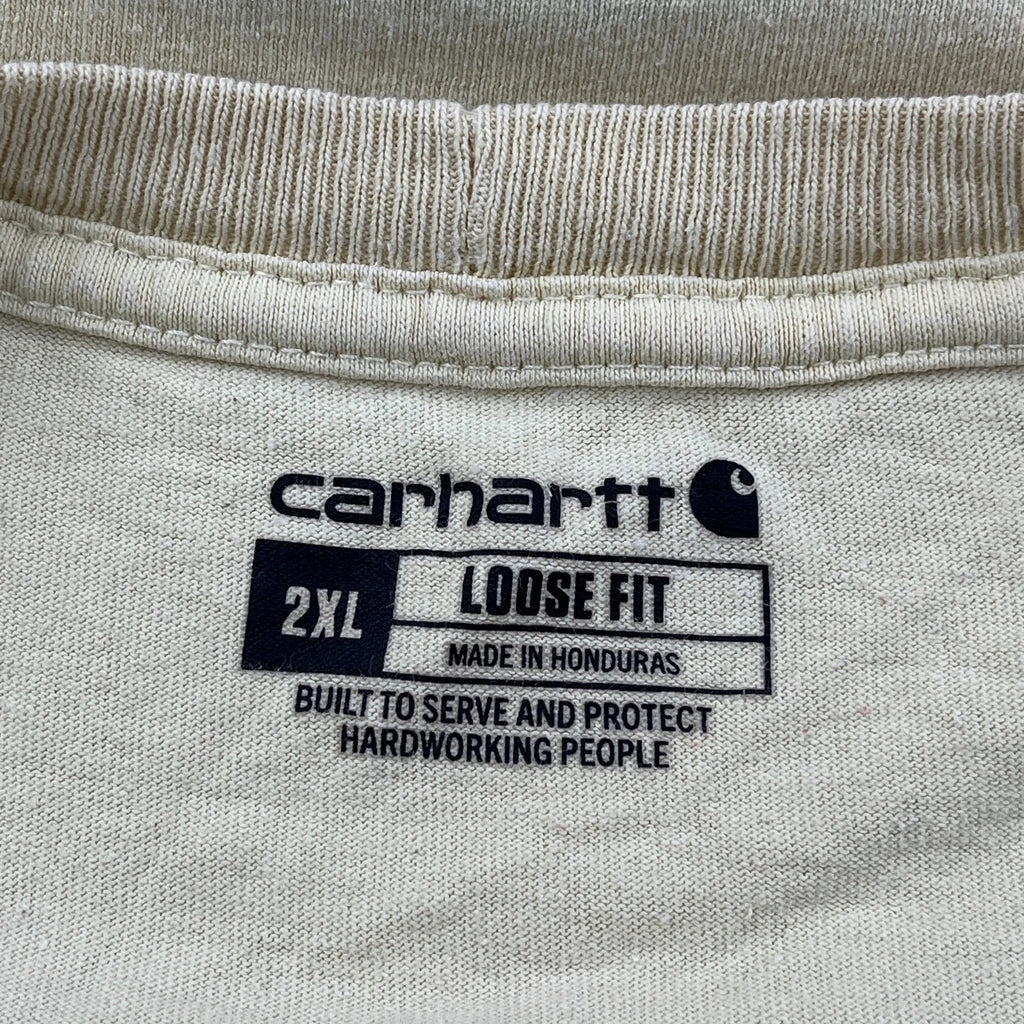 carhartt
2XL
LOOSE FIT
MADE IN HONDURAS
BUILT TO SERVE AND PROTECT
HARDWORKING PEOPLE